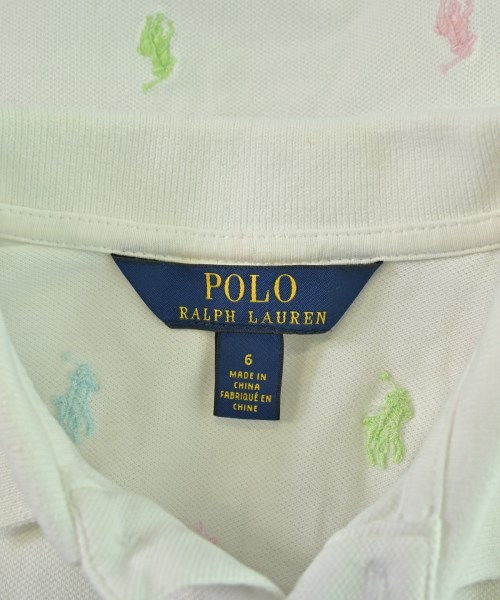 POLO
RALPH LAUREN
6
MADE IN
CHINA
FABRIQUÉ EN
CHINE